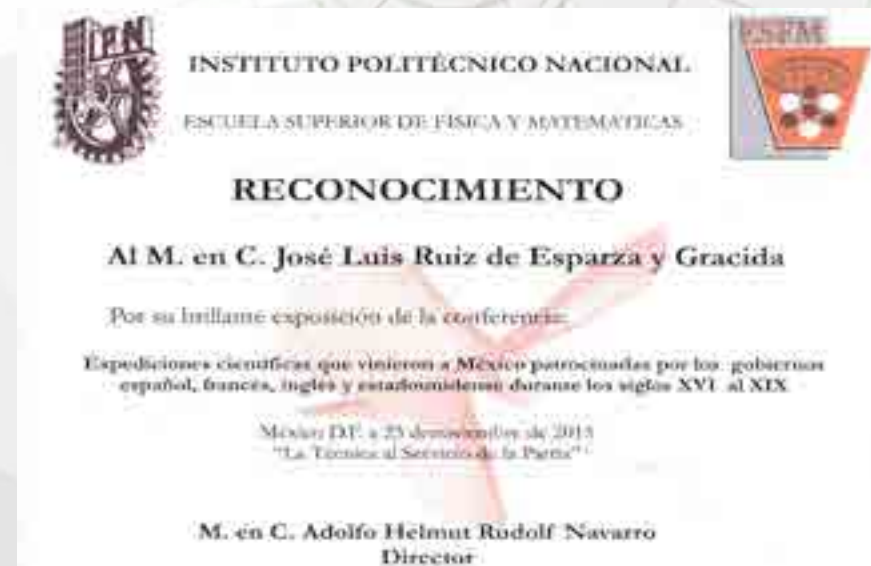 IPN
ESFM
INSTITUTO POLITÉCNICO NACIONAL
ESCUELA SUPERIOR DE FISICA Y MATEMATICAS
RECONOCIMIENTO
Al M. en C. José Luis Ruiz de Esparza y Gracida
Por su brillante exposición de la conferencia:
Expediciones científicas que vinieron a México patrocinadas por los gobiernos
español, francés, inglés y estadounidense durante los siglos XVI al XIX
México D.F. a 25 de de 2013
"La Técnica al Servicio de la Patria"
M. en C. Adolfo Helmut Rudolf Navarro
Director